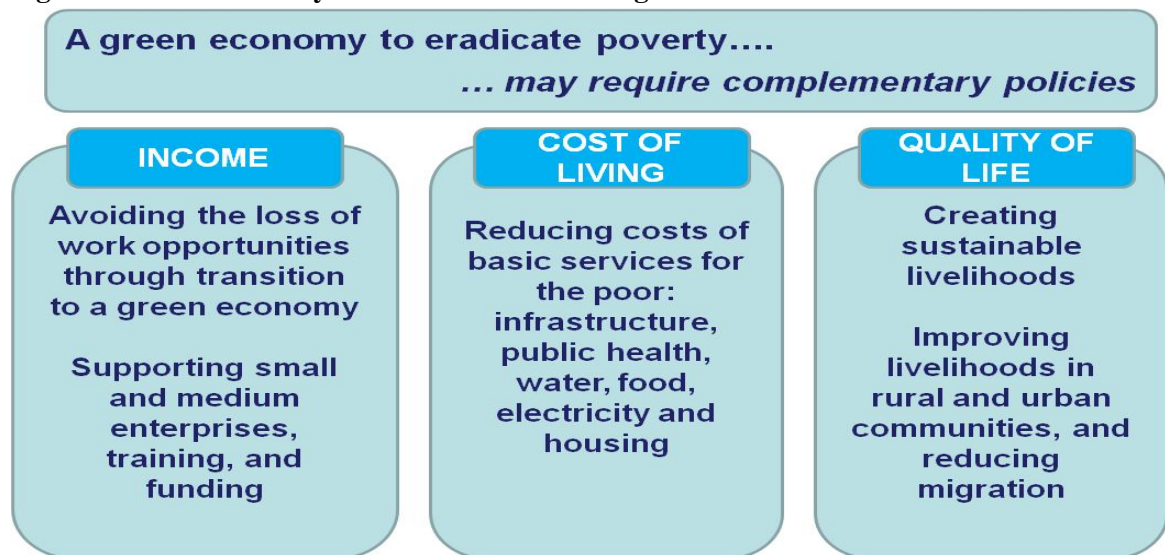 A green economy to eradicate poverty....
... may require complementary policies
INCOME
Avoiding the loss of
work opportunities
through transition
to a green economy
Supporting small
and medium
enterprises,
training, and
funding
COST OF
LIVING
Reducing costs of
basic services for
the poor:
infrastructure,
public health,
water, food,
electricity and
housing
QUALITY OF
LIFE
Creating
sustainable
livelihoods
Improving
livelihoods in
rural and urban
communities, and
reducing
migration